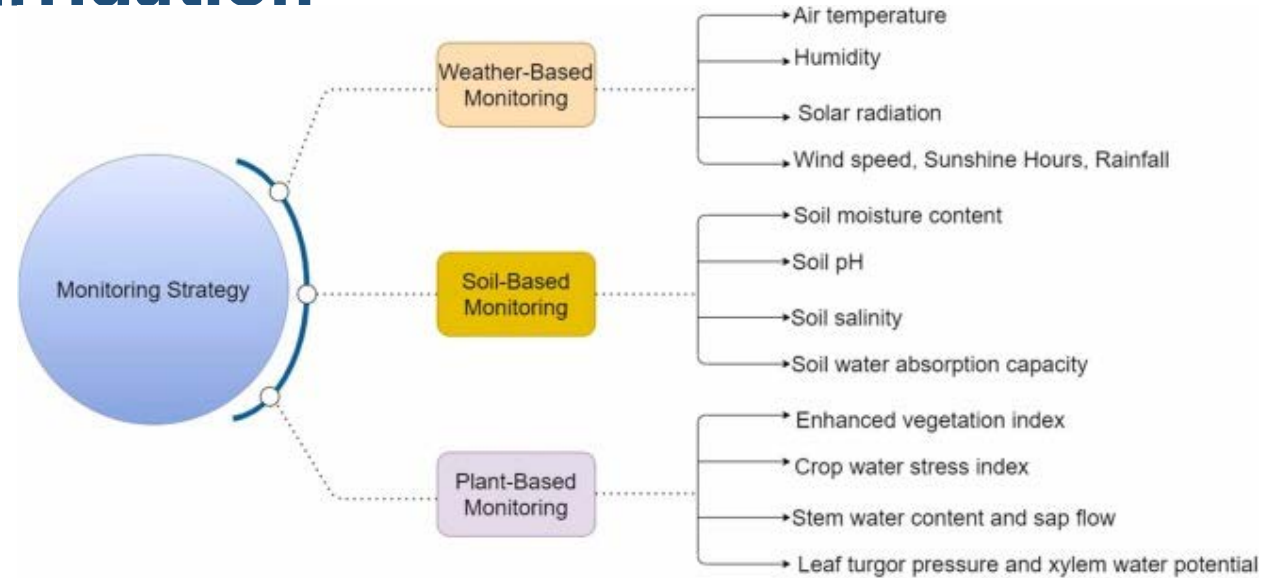 Air temperature
Weather-Based
Monitoring
Humidity
Solar radiation
Wind speed, Sunshine Hours, Rainfall
Monitoring Strategy
Soil-Based
Monitoring
Soil moisture content
Soil pH
Soil salinity
Soil water absorption capacity
Plant-Based
Monitoring
Enhanced vegetation index
Crop water stress index
Stem water content and sap flow
Leaf turgor pressure and xylem water potential